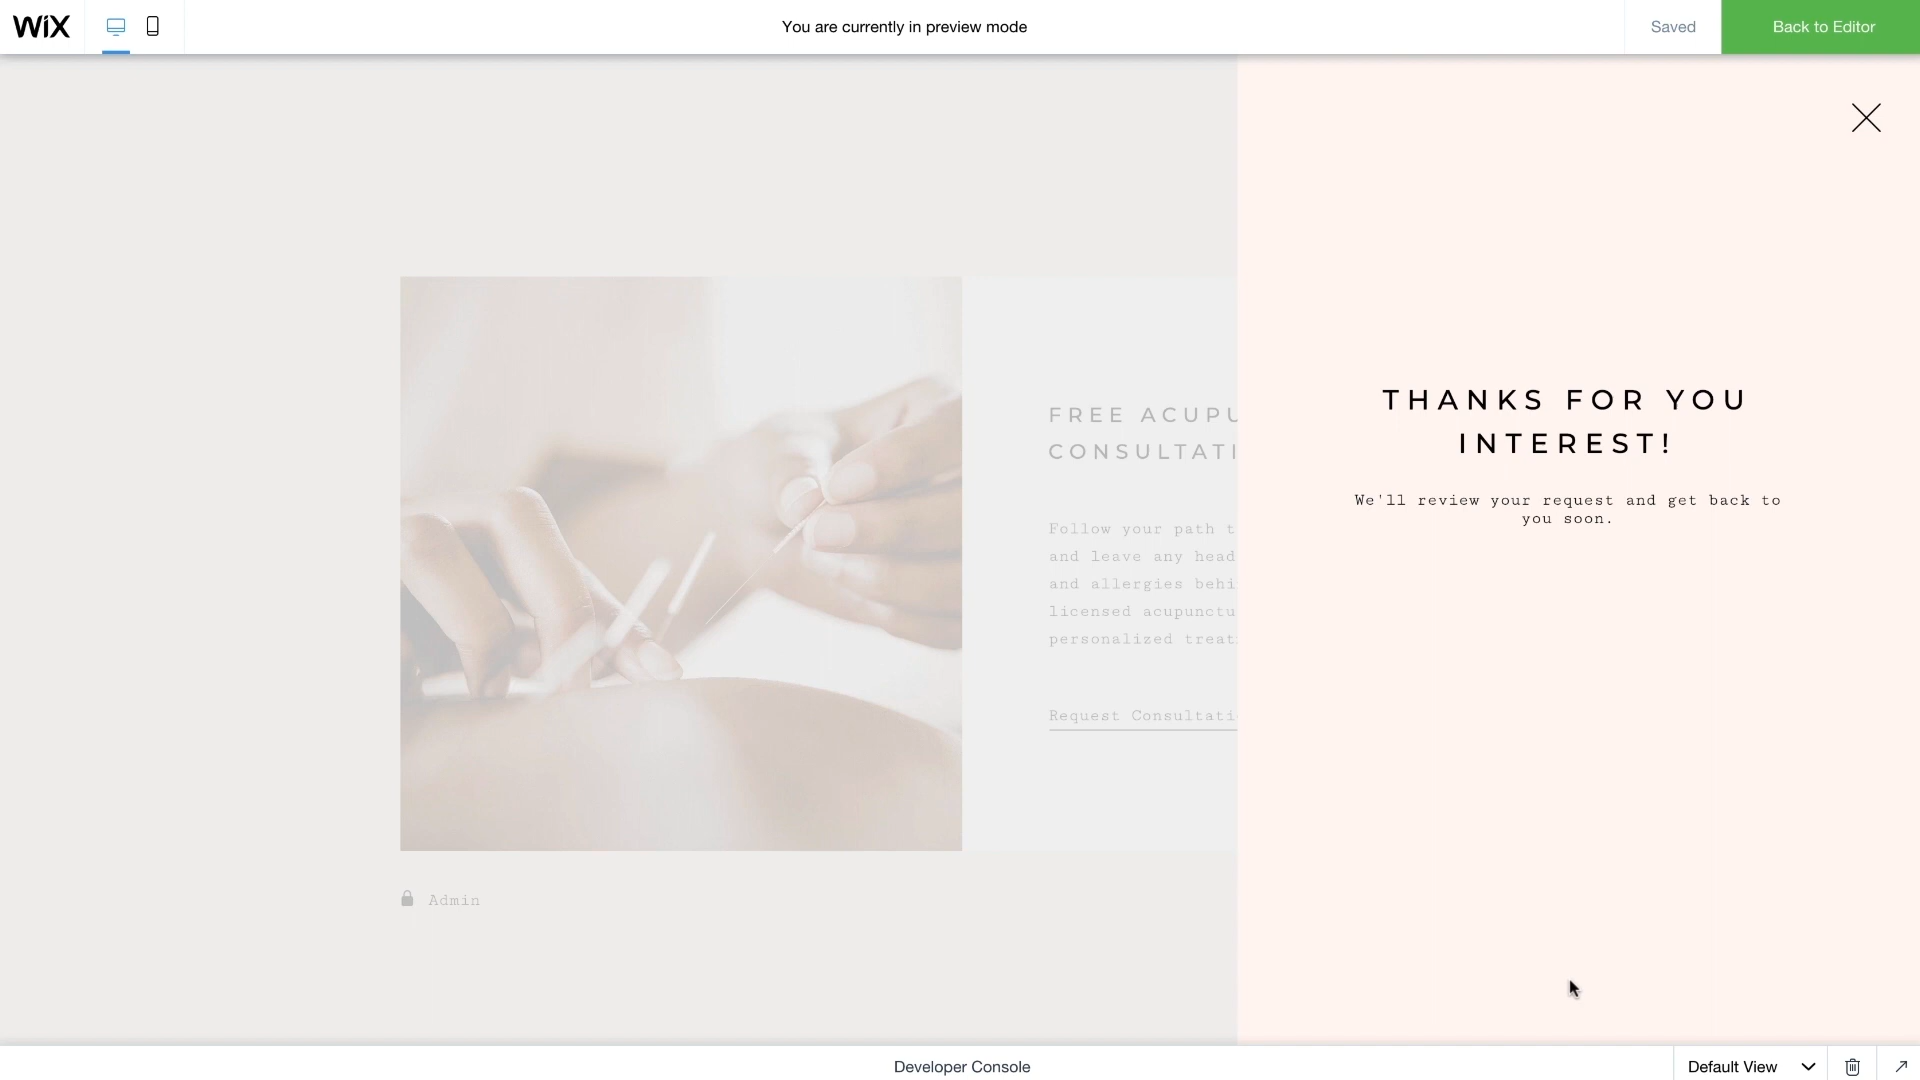 WiX
You are currently in preview mode
Saved
Back to Editor
FREE ACUPU
CONSULTATI
Follow your path t
and leave any head
and allergies behi
licensed acupunctu
personalized treat
Request Consultati
Admin
THANKS FOR YOU
INTEREST!
We'll review your request and get back to
you soon.
Developer Console
Default View